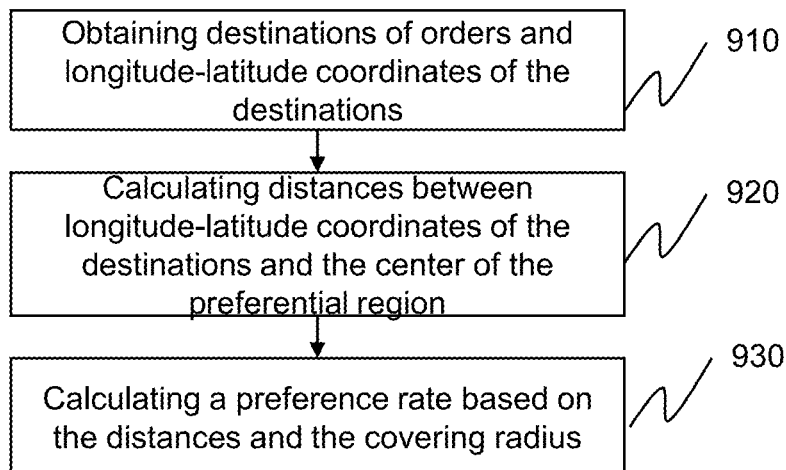 Obtaining destinations of orders and
longitude-latitude coordinates of the
destinations
910
Calculating distances between
longitude-latitude coordinates of the
destinations and the center of the
preferential region
920
Calculating a preference rate based on
the distances and the covering radius
930